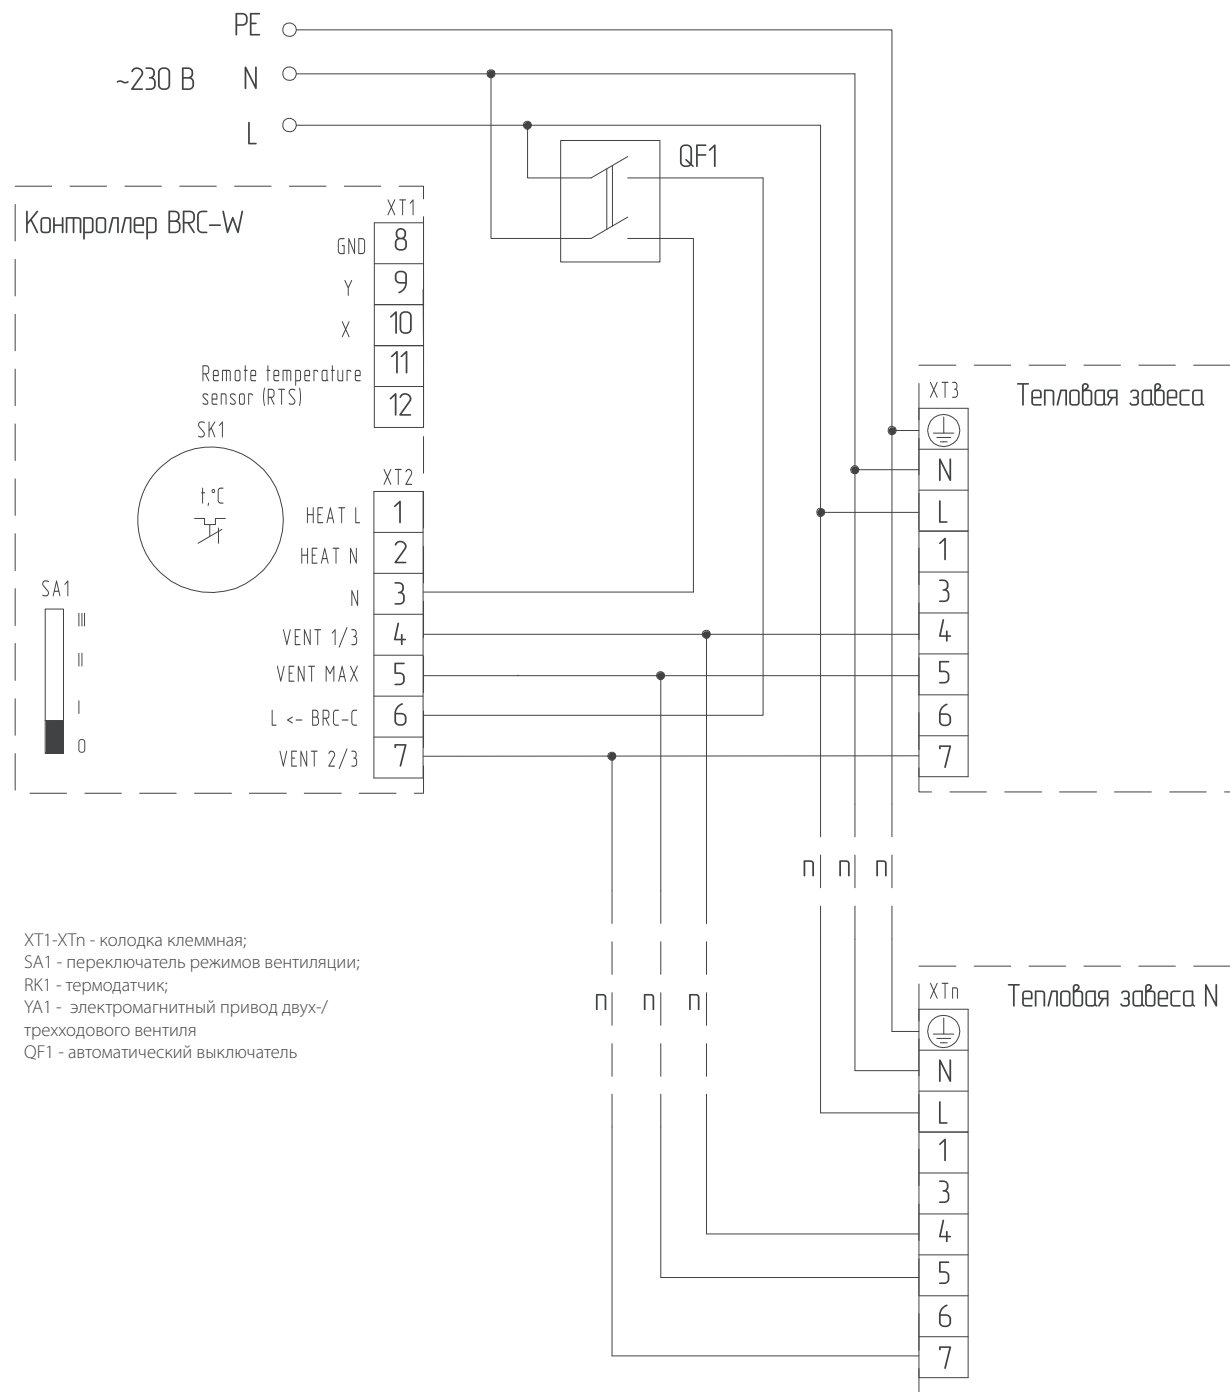 PE
~230 В N
L
QF1
Контроллер BRC-W
XT1
GND 8
Y 9
X 10
11
Remote temperature
sensor (RTS)
12
SK1
t,°C
XT2
HEAT L 1
HEAT N 2
N 3
VENT 1/3 4
VENT MAX 5
L <- BRC-C 6
VENT 2/3 7
SA1
III
II
I
0
XT3
Тепловая завеса
N
L
1
3
4
5
6
7
п п п
п п п
XT1-XTn - колодка клеммная;
SA1 - переключатель режимов вентиляции;
RK1 - термодатчик;
YA1 - электромагнитный привод двух-/
трехходового вентиля
QF1 - автоматический выключатель
XTn
Тепловая завеса N
N
L
1
3
4
5
6
7